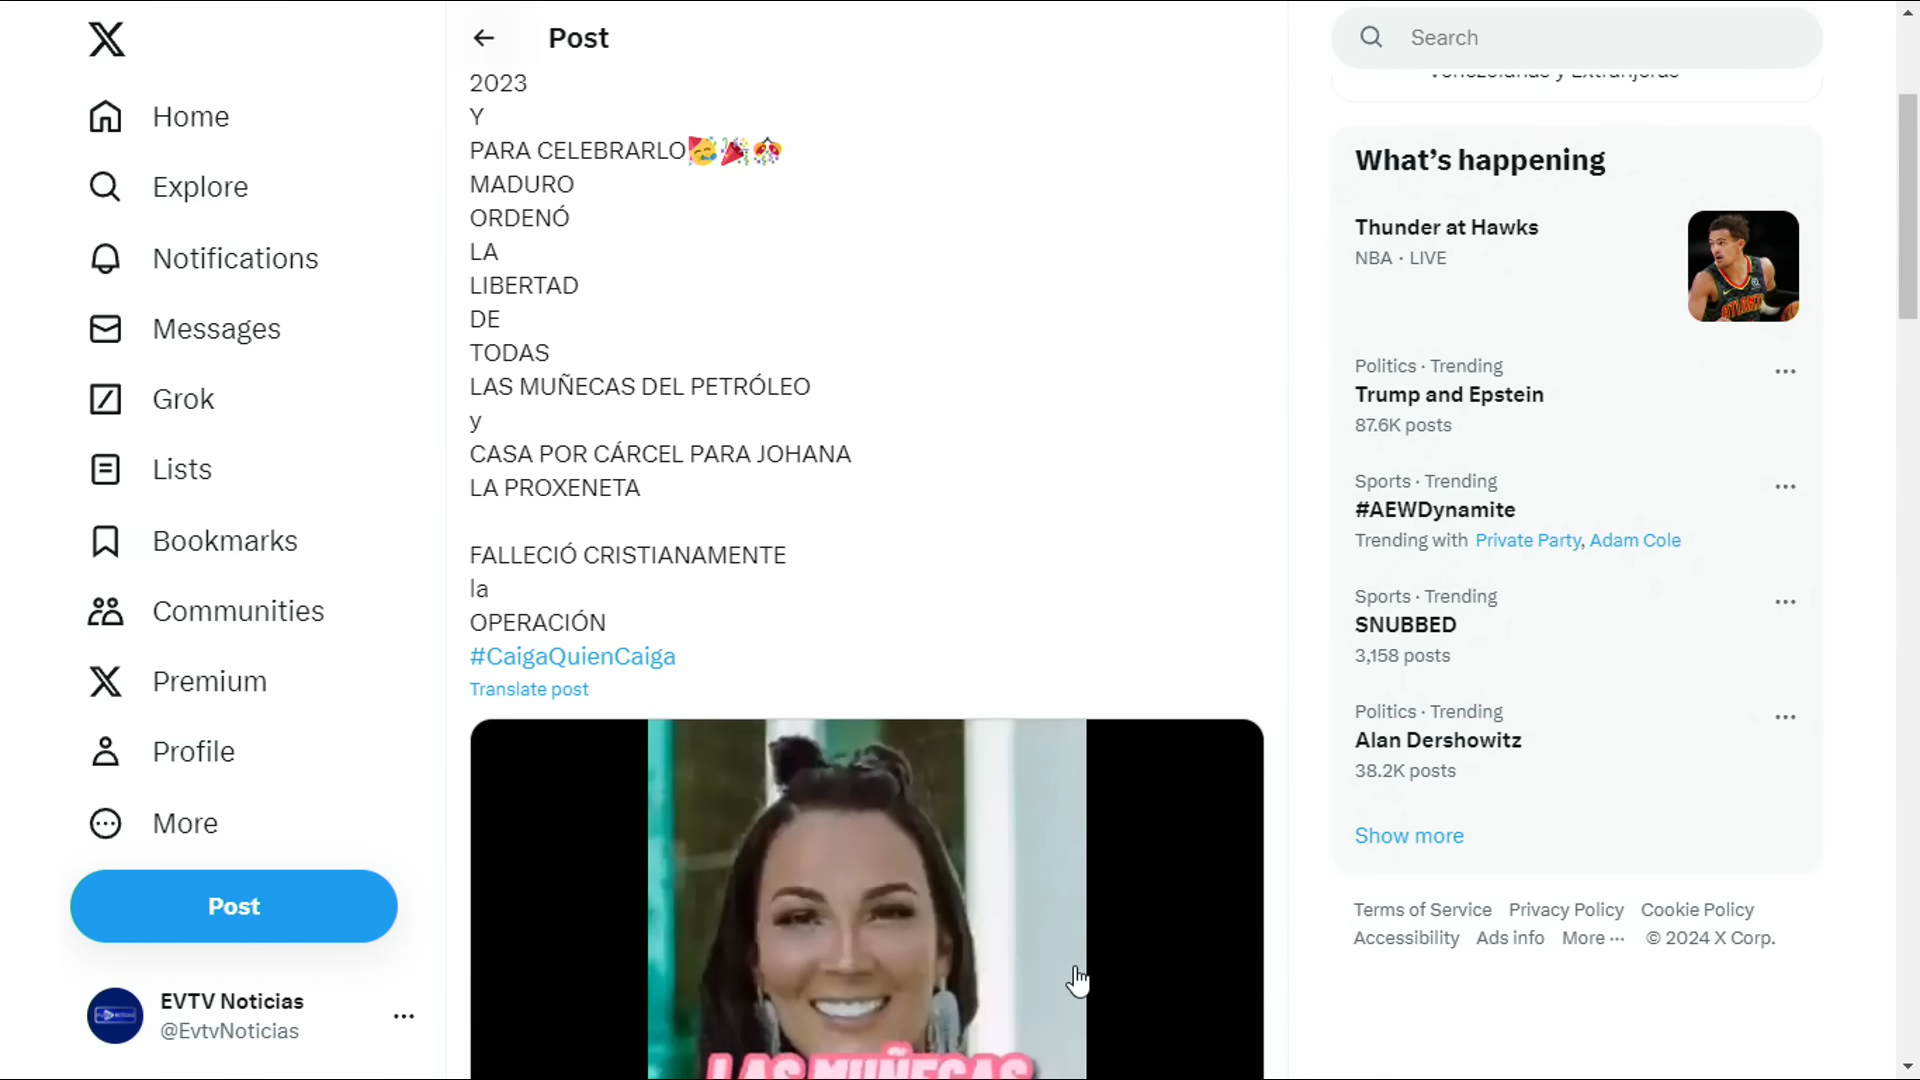 Home
Explore
Notifications
Messages
Grok
Lists
Bookmarks
Communities
Premium
Profile
More
Post
EVTV Noticias
@EvtvNoticias
Post
2023
Y
PARA CELEBRARLO🥳🎉🎊
MADURO
ORDENÓ
LA
LIBERTAD
DE
TODAS
LAS MUÑECAS DEL PETRÓLEO
y
CASA POR CÁRCEL PARA JOHANA
LA PROXENETA
FALLECIÓ CRISTIANAMENTE
la
OPERACIÓN
#CaigaQuienCaiga
Translate post
LAS MUÑECAS
Search
Venezolanas y Extranjeras
What's happening
Thunder at Hawks
NBA · LIVE
ATLANTA
Politics · Trending
Trump and Epstein
87.6K posts
Sports · Trending
#AEWDynamite
Trending with Private Party, Adam Cole
Sports · Trending
SNUBBED
3,158 posts
Politics · Trending
Alan Dershowitz
38.2K posts
Show more
Terms of Service Privacy Policy Cookie Policy
Accessibility Ads info More ··· © 2024 X Corp.